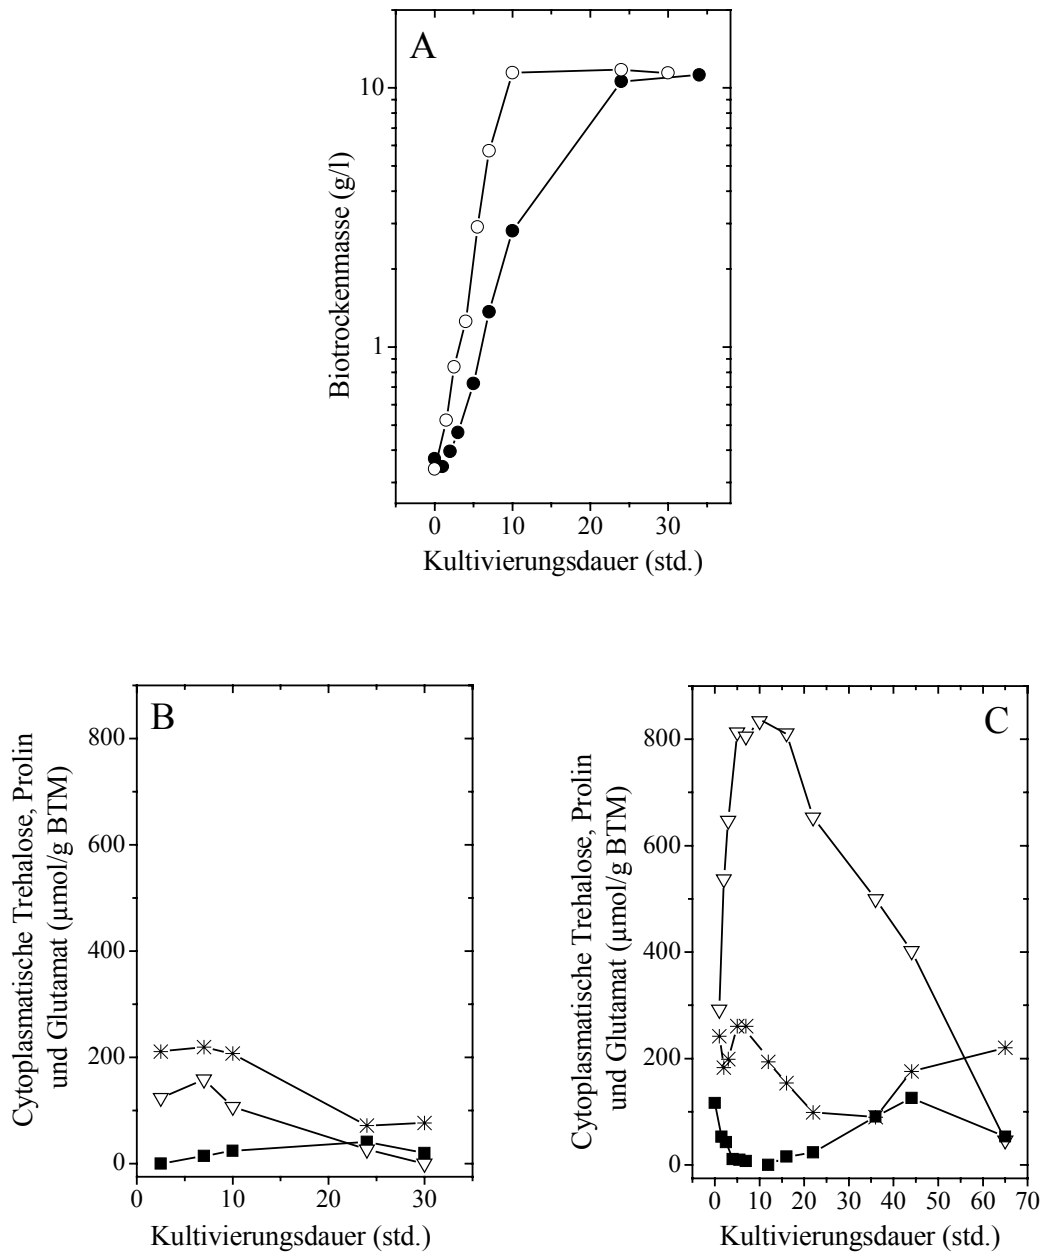 A
10
1
Biotrockenmasse (g/l)
0 10 20 30
Kultivierungsdauer (std.)
B
800
600
400
200
0
Cytoplasmatische Trehalose, Prolin
und Glutamat (µmol/g BTM)
0 10 20 30
Kultivierungsdauer (std.)
C
800
600
400
200
0
Cytoplasmatische Trehalose, Prolin
und Glutamat (µmol/g BTM)
0 10 20 30 40 50 60 70
Kultivierungsdauer (std.)